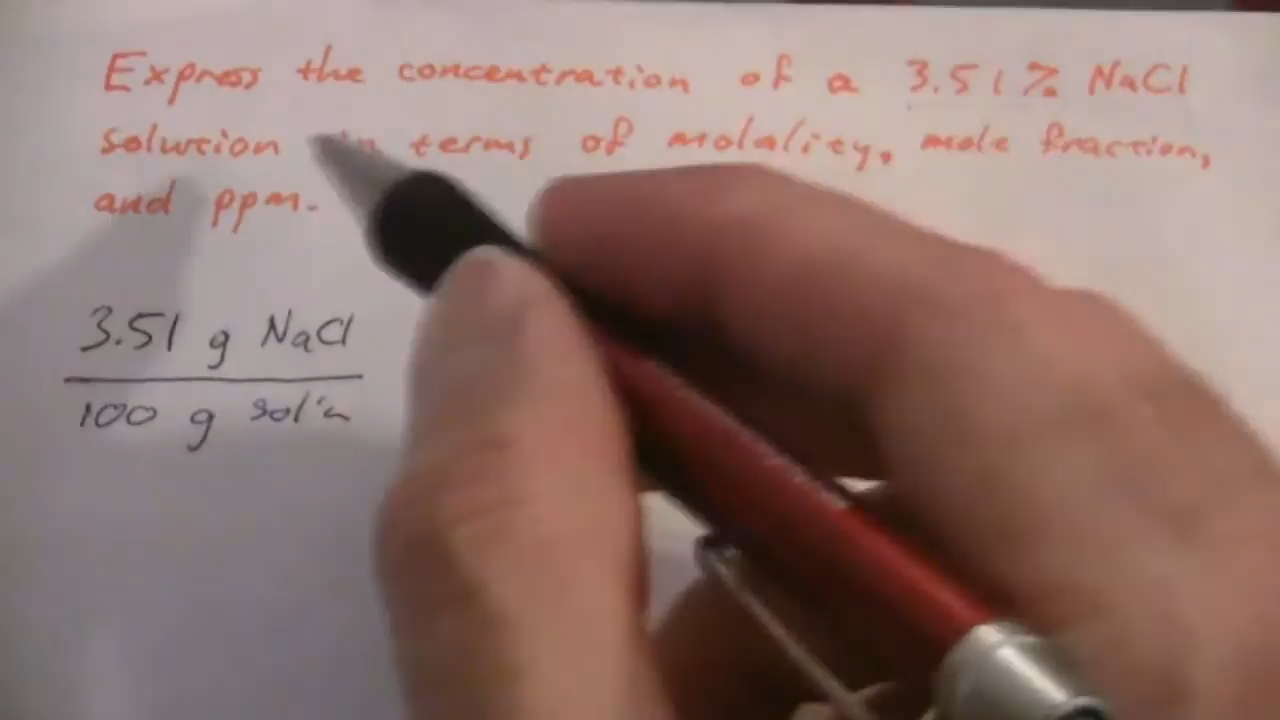 Express the concentration of a 3.51% NaCl
solution in terms of molality, mole fraction,
and ppm.
3.51 g NaCl
100 g sol'n